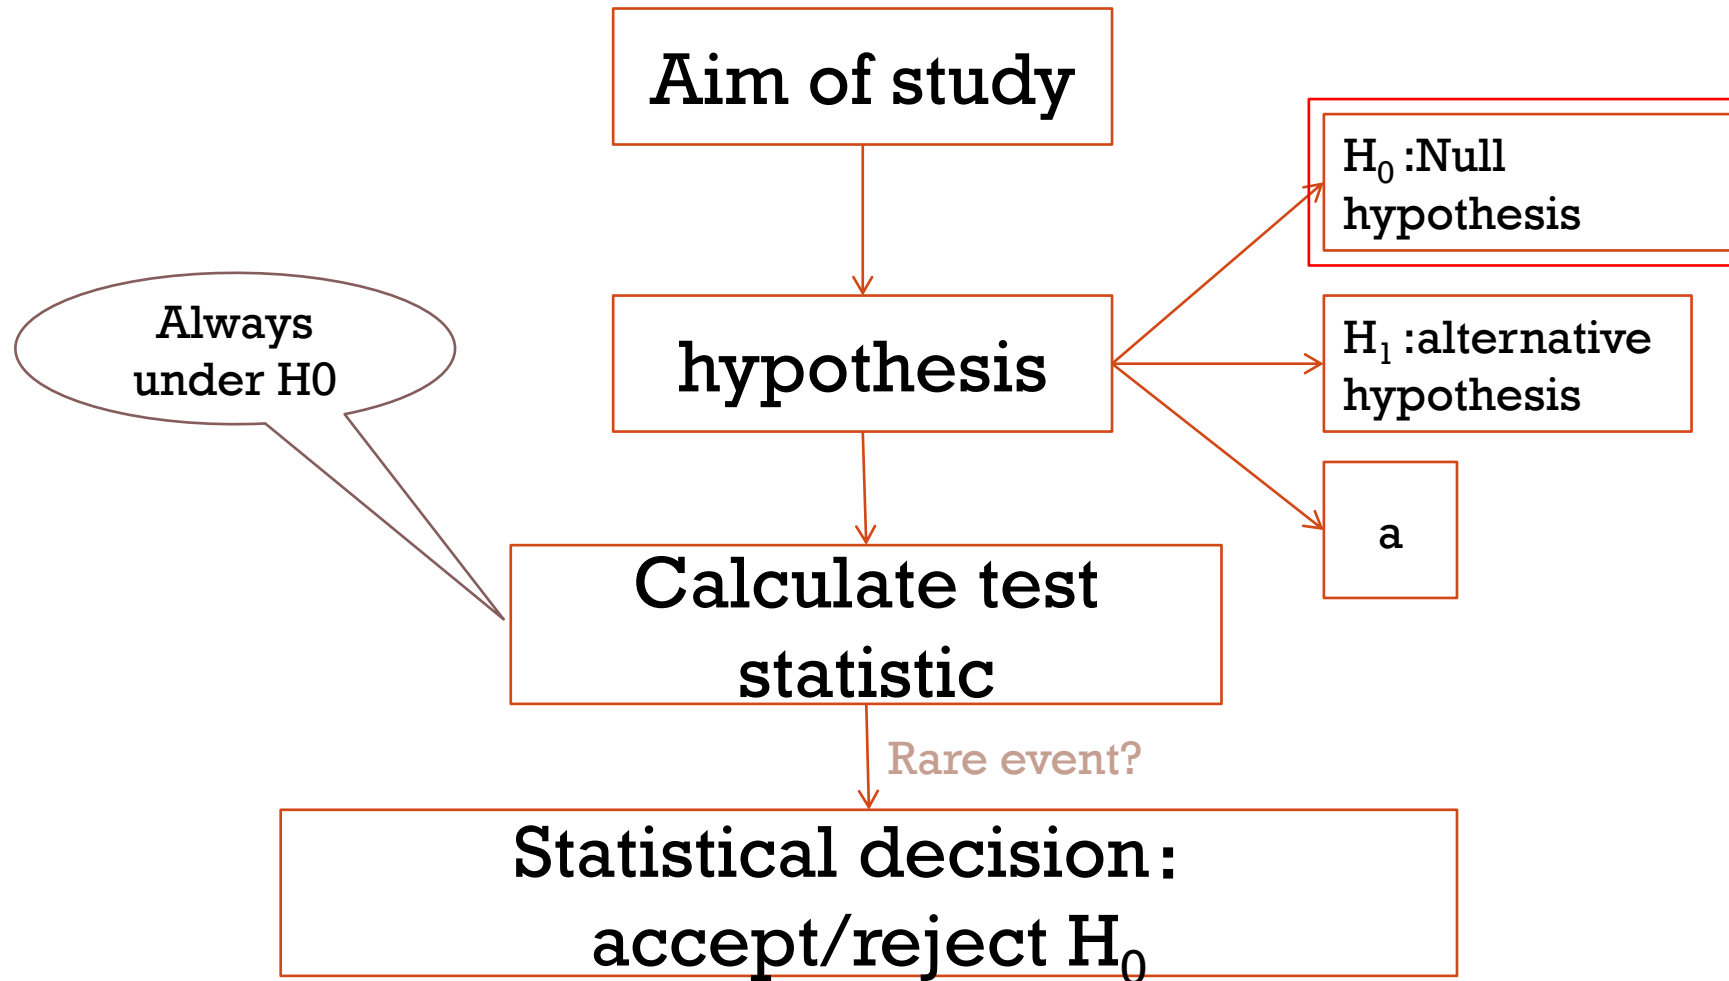 Aim of study
H₀ :Null
hypothesis
Always
under H0
hypothesis
H₁ :alternative
hypothesis
a
Calculate test
statistic
Rare event?
Statistical decision：
accept/reject H₀